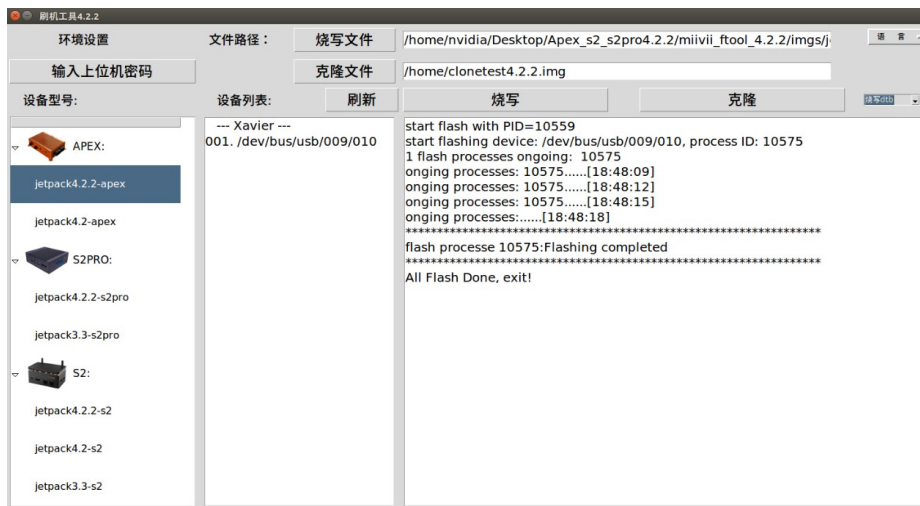 刷机工具4.2.2
环境设置
文件路径：
烧写文件
/home/nvidia/Desktop/Apex_s2_s2pro4.2.2/miivii_ftool_4.2.2/imgs/j
语 言
输入上位机密码
克隆文件
/home/clonetest4.2.2.img
设备型号:
设备列表:
刷新
烧写
克隆
烧写dtb
APEX:
jetpack4.2.2-apex
jetpack4.2-apex
S2PRO:
jetpack4.2.2-s2pro
jetpack3.3-s2pro
S2:
jetpack4.2.2-s2
jetpack4.2-s2
jetpack3.3-s2
--- Xavier ---
001. /dev/bus/usb/009/010
start flash with PID=10559
start flashing device: /dev/bus/usb/009/010, process ID: 10575
1 flash processes ongoing:  10575
onging processes: 10575......[18:48:09]
onging processes: 10575......[18:48:12]
onging processes: 10575......[18:48:15]
onging processes:......[18:48:18]
******************************************************************
flash processe 10575:Flashing completed
******************************************************************
All Flash Done, exit!